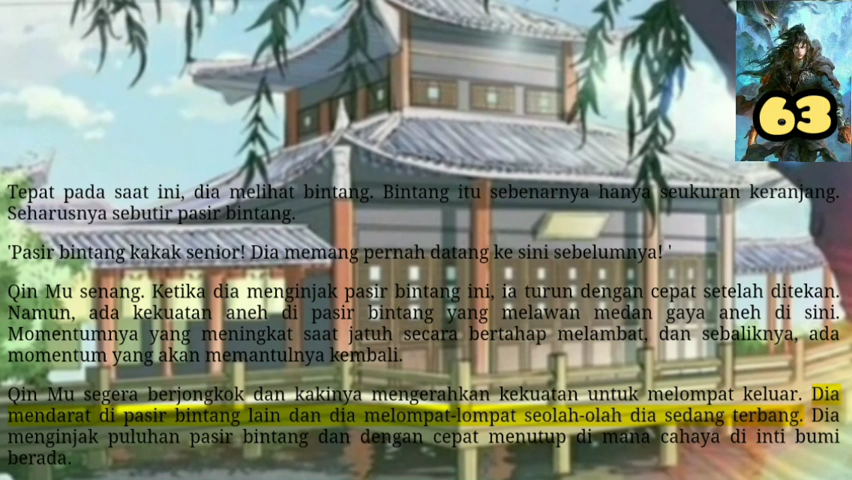 63
Tepat pada saat ini, dia melihat bintang. Bintang itu sebenarnya hanya seukuran keranjang.
Seharusnya sebutir pasir bintang.
'Pasir bintang kakak senior! Dia memang pernah datang ke sini sebelumnya! '
Qin Mu senang. Ketika dia menginjak pasir bintang ini, ia turun dengan cepat setelah ditekan.
Namun, ada kekuatan aneh di pasir bintang yang melawan medan gaya aneh di sini.
Momentumnya yang meningkat saat jatuh secara bertahap melambat, dan sebaliknya, ada
momentum yang akan memantulnya kembali.
Qin Mu segera berjongkok dan kakinya mengerahkan kekuatan untuk melompat keluar. Dia
mendarat di pasir bintang lain dan dia melompat-lompat seolah-olah dia sedang terbang. Dia
menginjak puluhan pasir bintang dan dengan cepat menutup di mana cahaya di inti bumi
berada.